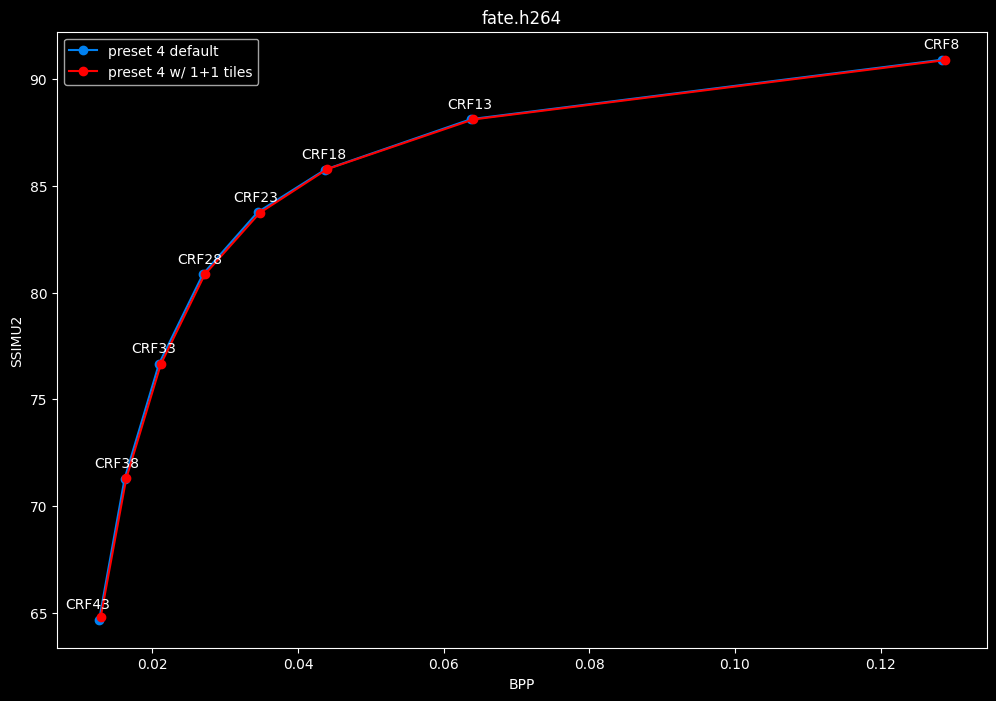 fate.h264
preset 4 default
preset 4 w/ 1+1 tiles
CRF8
CRF13
CRF18
CRF23
CRF28
CRF33
CRF38
CRF43
90
85
80
75
70
65
SSIMU2
0.02 0.04 0.06 0.08 0.10 0.12
BPP